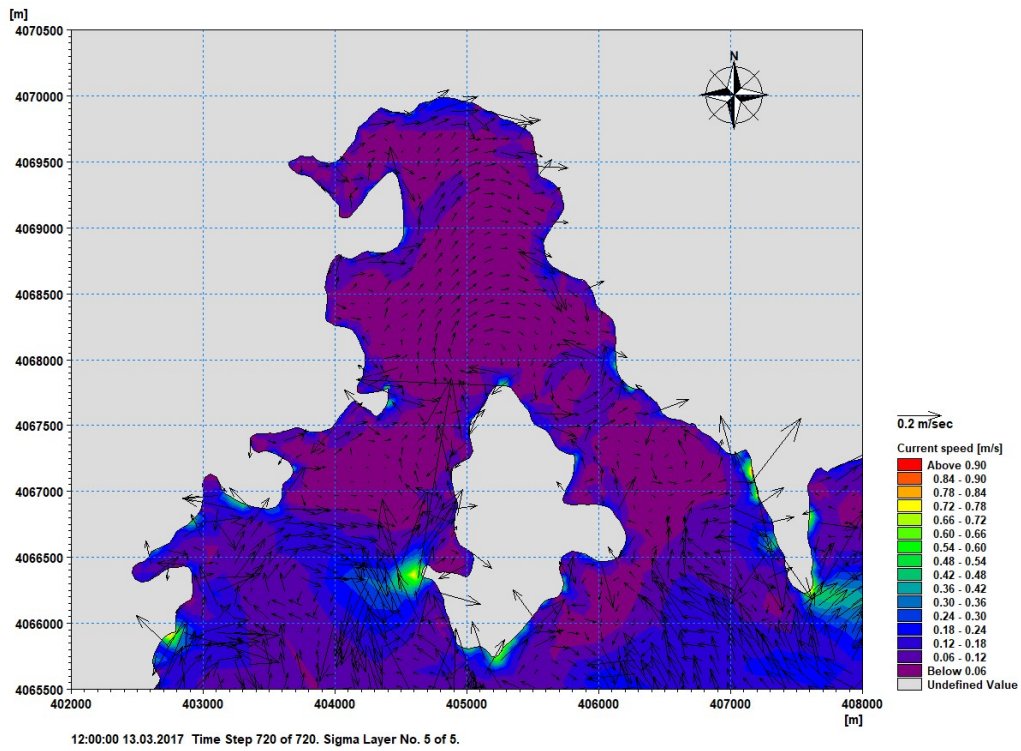 [m]
4070500
4070000
4069500
4069000
4068500
4068000
4067500
4067000
4066500
4066000
4065500
402000 403000 404000 405000 406000 407000 408000
[m]
N
0.2 m/sec
Current speed [m/s]
Above 0.90
0.84 - 0.90
0.78 - 0.84
0.72 - 0.78
0.66 - 0.72
0.60 - 0.66
0.54 - 0.60
0.48 - 0.54
0.42 - 0.48
0.36 - 0.42
0.30 - 0.36
0.24 - 0.30
0.18 - 0.24
0.12 - 0.18
0.06 - 0.12
Below 0.06
Undefined Value
12:00:00 13.03.2017 Time Step 720 of 720. Sigma Layer No. 5 of 5.